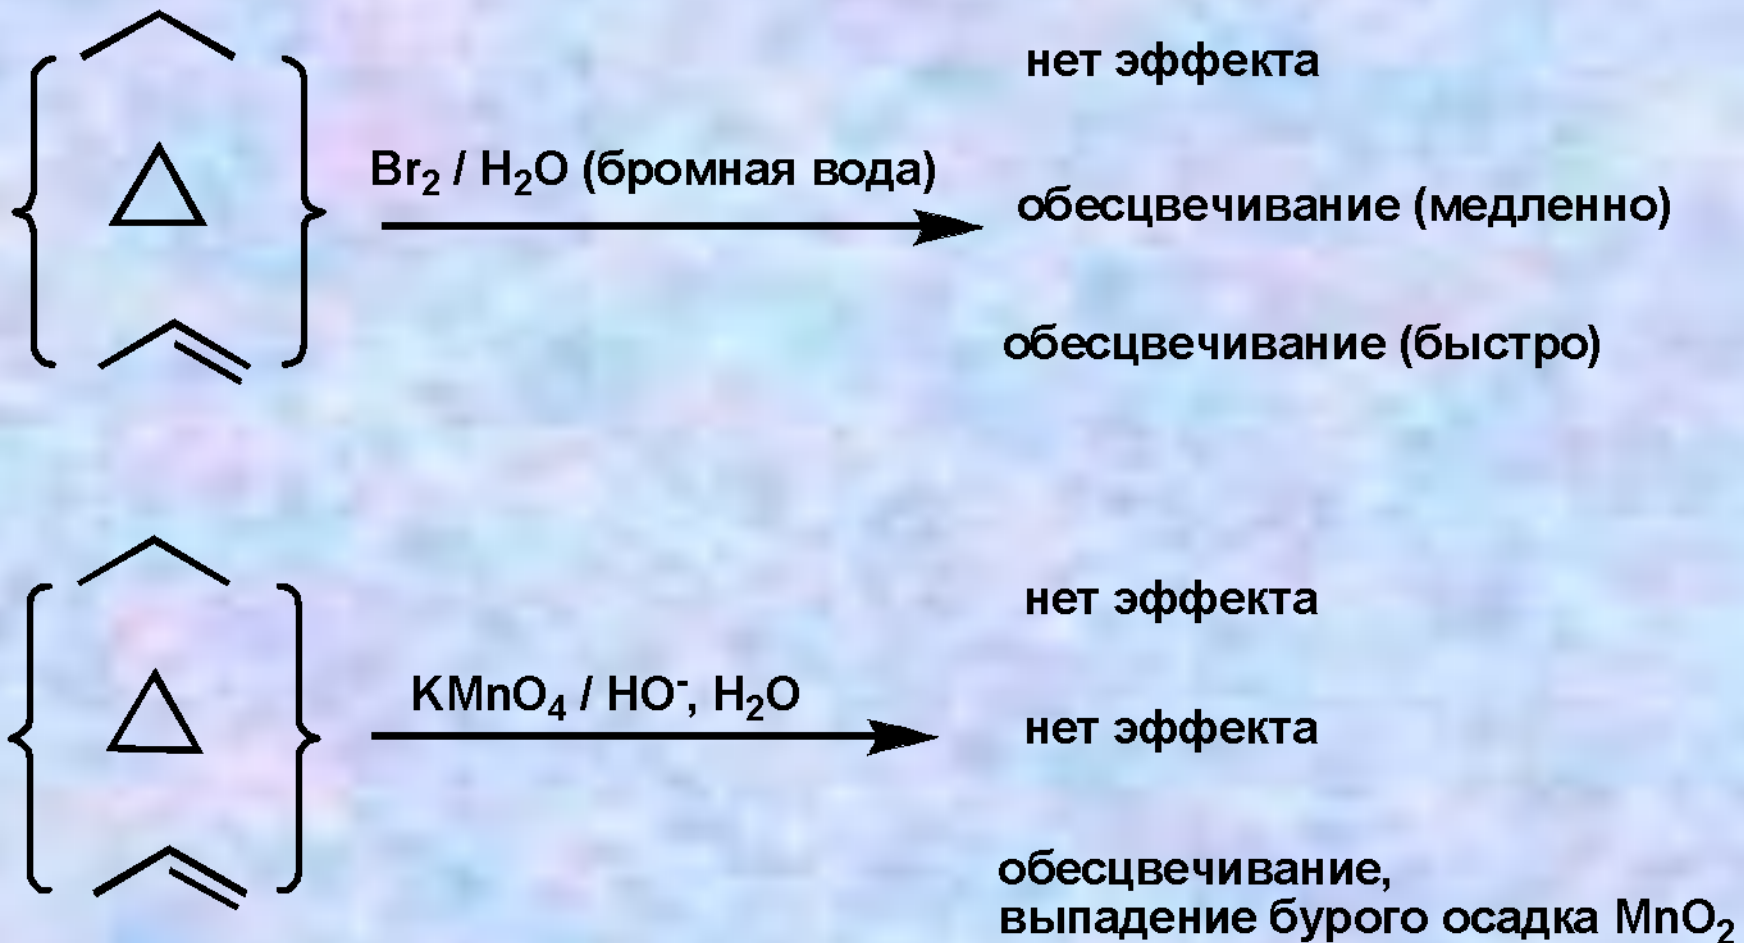 нет эффекта
Br₂ / H₂O (бромная вода)
обесцвечивание (медленно)
обесцвечивание (быстро)
нет эффекта
KMnO₄ / HO⁻, H₂O
нет эффекта
обесцвечивание,
выпадение бурого осадка MnO₂